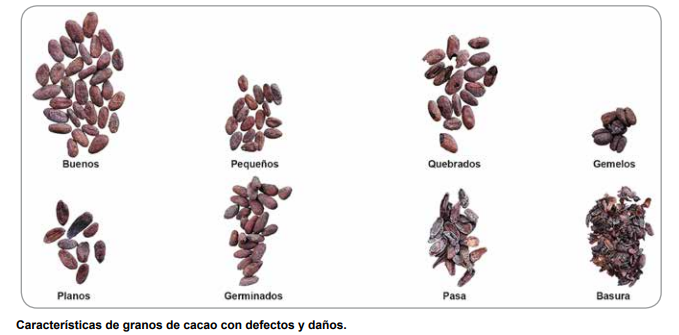 Buenos
Pequeños
Quebrados
Gemelos
Planos
Germinados
Pasa
Basura
Características de granos de cacao con defectos y daños.